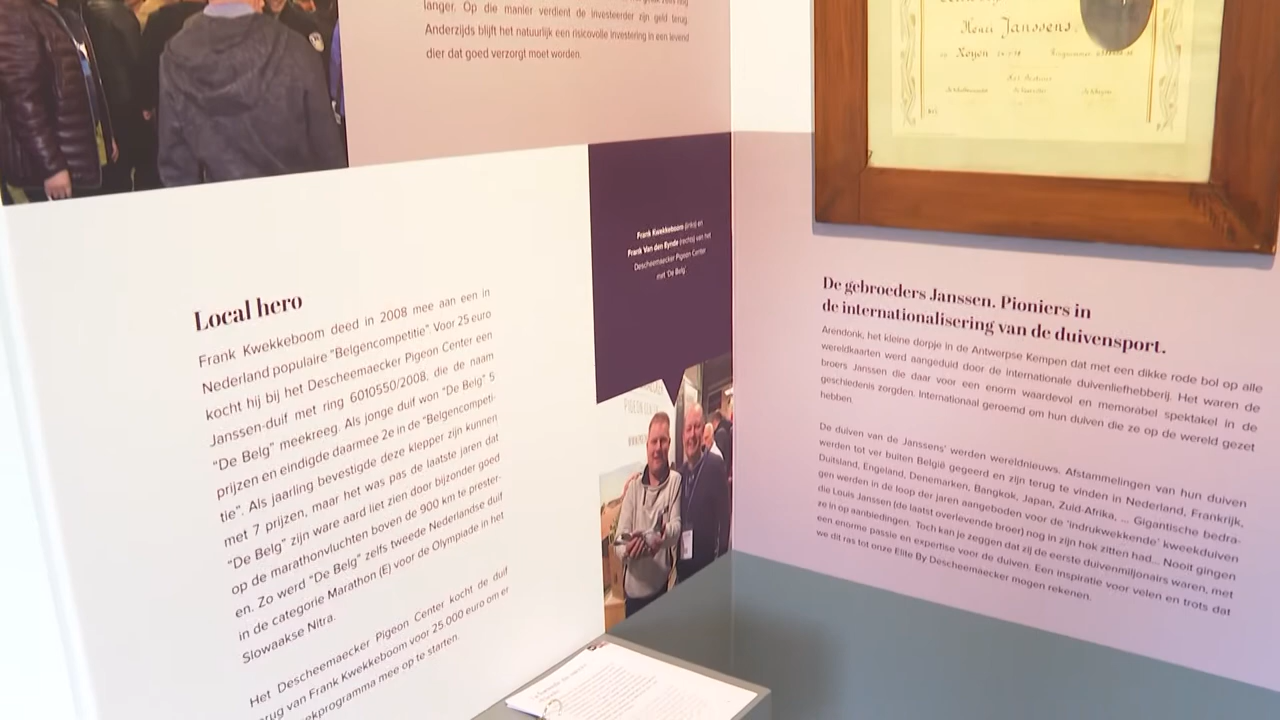 langer. Op die manier verdient de investeerder zijn geld terug.
Anderzijds blijft het natuurlijk een risicovolle investering in een levend
dier dat goed verzorgt moet worden.
Henri Janssens.
Local hero
Frank Kwekkeboom deed in 2008 mee aan een in
Nederland populaire "Belgencompetitie". Voor 25 euro
kocht hij bij het Descheemaecker Pigeon Center een
Janssen-duif met ring 6010550/2008, die de naam
"De Belg" meekreeg. Als jonge duif won "De Belg" 5
prijzen en eindigde daarmee 2e in de "Belgencompeti-
tie". Als jaarling bevestigde deze klepper zijn kunnen
met 7 prijzen, maar het was pas de laatste jaren dat
"De Belg" zijn ware aard liet zien door bijzonder goed
op de marathonvluchten boven de 900 km te prester-
en. Zo werd "De Belg" zelfs tweede Nederlandse duif
in de categorie Marathon (E) voor de Olympiade in het
Slowaakse Nitra.
Het Descheemaecker Pigeon Center kocht de duif
terug van Frank Kwekkeboom voor 25.000 euro om er
kprogramma mee op te starten.
Frank Kwekkeboom (links) en
Frank Van den Eynde (rechts) van het
Descheemaecker Pigeon Center
met 'De Belg'
De gebroeders Janssen. Pioniers in
de internationalisering van de duivensport.
Arendonk, het kleine dorpje in de Antwerpse Kempen dat met een dikke rode bol op alle
wereldkaarten werd aangeduid door de internationale duivenliefhebberij. Het waren de
broers Janssen die daar voor een enorm waardevol en memorabel spektakel in de
geschiedenis zorgden. Internationaal geroemd om hun duiven die ze op de wereld gezet
hebben.
De duiven van de Janssens' werden wereldnieuws. Afstammelingen van hun duiven
werden tot ver buiten België gegeerd en zijn terug te vinden in Nederland, Frankrijk,
Duitsland, Engeland, Denemarken, Bangkok, Japan, Zuid-Afrika, ... Gigantische bedra-
gen werden in de loop der jaren aangeboden voor de 'indrukwekkende' kweekduiven
die Louis Janssen (de laatst overlevende broer) nog in zijn hok zitten had... Nooit gingen
ze in op aanbiedingen. Toch kan je zeggen dat zij de eerste duivenmiljonairs waren, met
een enorme passie en expertise voor de duiven. Een inspiratie voor velen en trots dat
we dit ras tot onze Elite By Descheemaecker mogen rekenen.